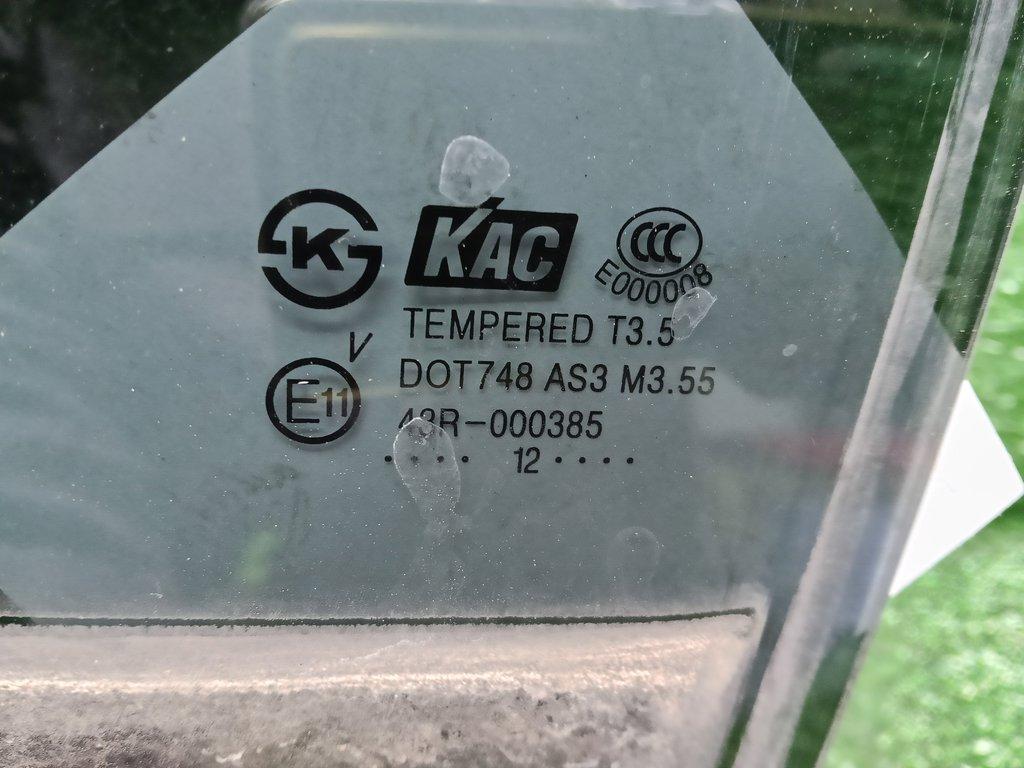 K
KAC
CCC
E000008
TEMPERED T3.5
V
E11
DOT748 AS3 M3.55
43R-000385
.... 12 ....